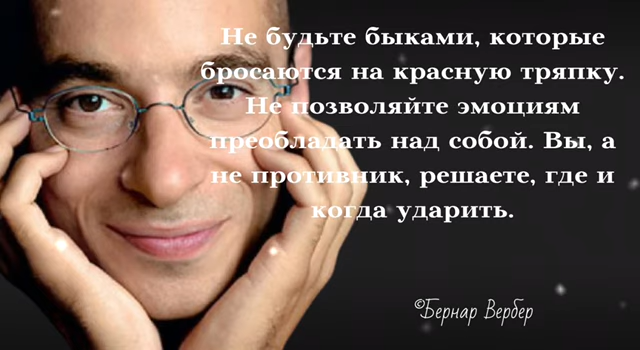 Не будьте быками, которые
бросаются на красную тряпку.
Не позволяйте эмоциям
преобладать над собой. Вы, а
не противник, решаете, где и
когда ударить.
©Бернар Вербер